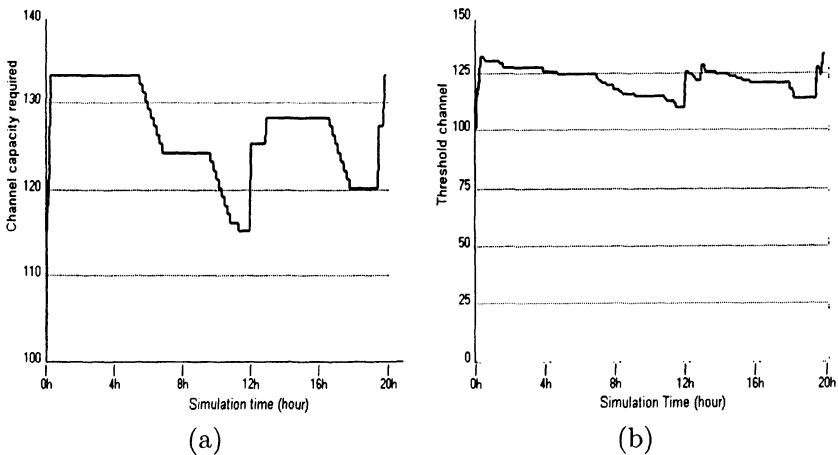 140
130
120
110
100
Channel capacity required
0h
4h
8h
12h
16h
20h
Simulation time (hour)
(a)
150
125
100
75
50
25
0
Threshold channel
0h
4h
8h
12h
16h
20h
Simulation Time (hour)
(b)